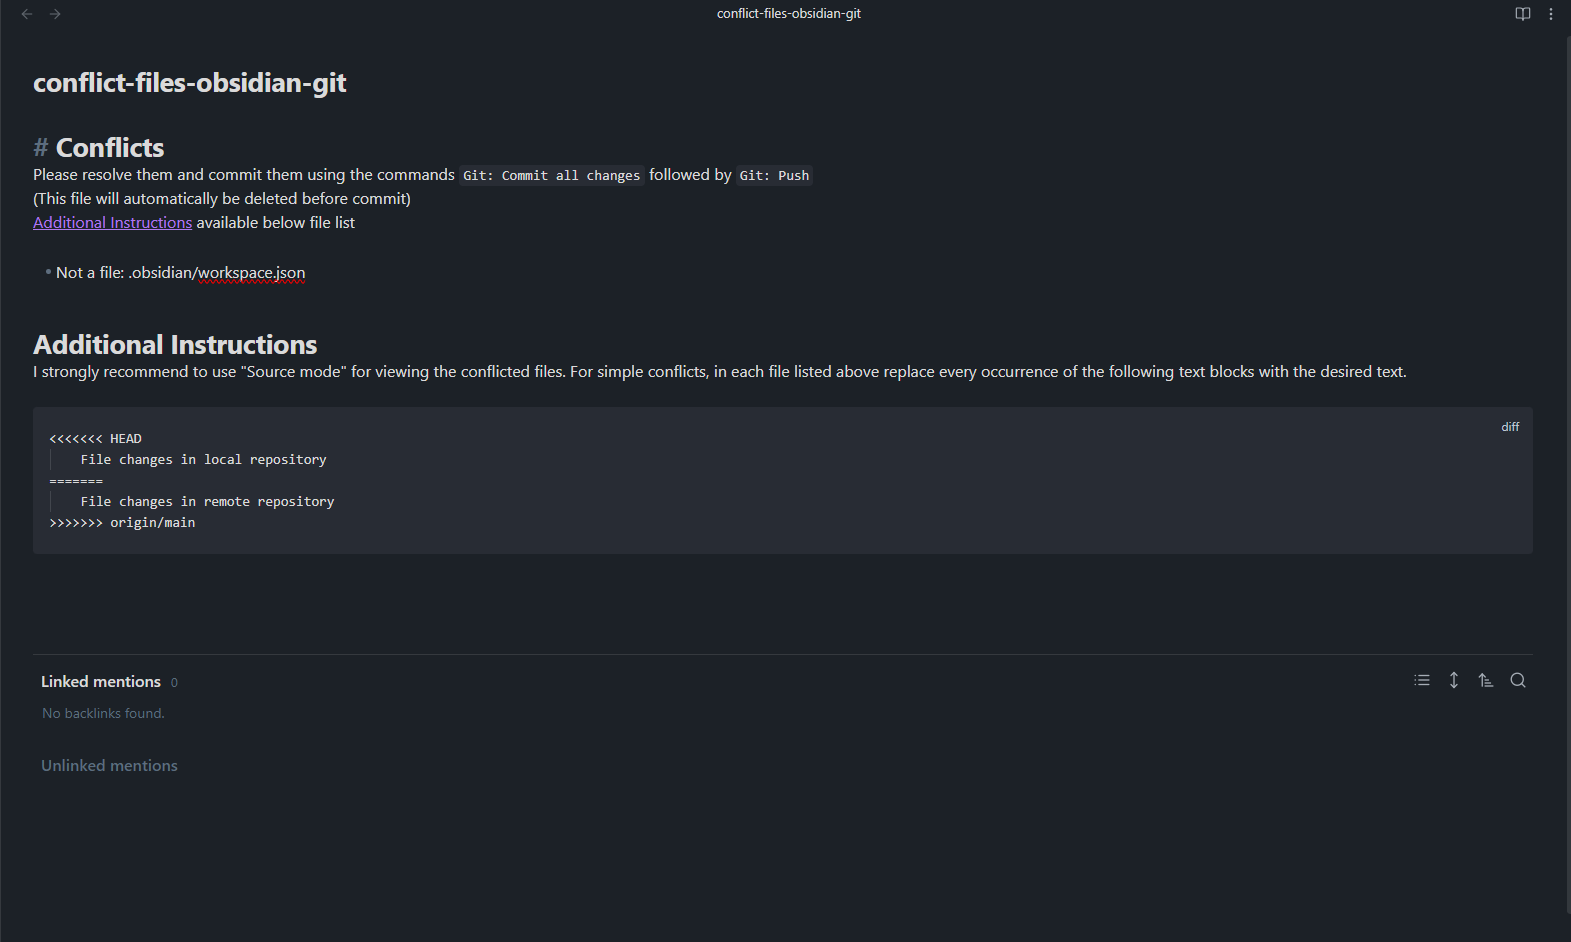 conflict-files-obsidian-git
conflict-files-obsidian-git
# Conflicts
Please resolve them and commit them using the commands Git: Commit all changes followed by Git: Push
(This file will automatically be deleted before commit)
Additional Instructions available below file list
• Not a file: .obsidian/workspace.json
Additional Instructions
I strongly recommend to use "Source mode" for viewing the conflicted files. For simple conflicts, in each file listed above replace every occurrence of the following text blocks with the desired text.
diff
<<<<<<< HEAD
    File changes in local repository
=======
    File changes in remote repository
>>>>>>> origin/main
Linked mentions 0
No backlinks found.
Unlinked mentions